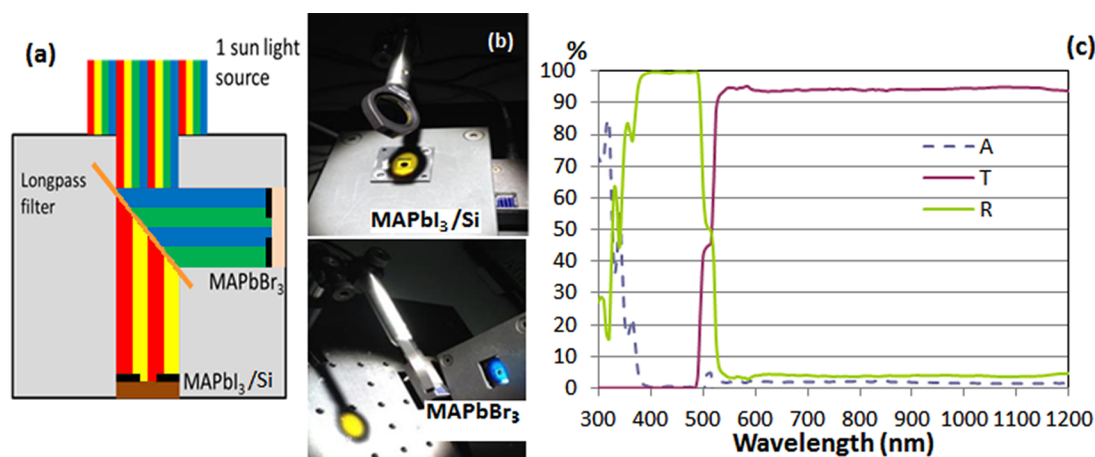 (a)
1 sun light
source
Longpass
filter
MAPbBr3
MAPbI3/Si
(b)
MAPbI3/Si
MAPbBr3
(c)
%
100
90
80
70
60
50
40
30
20
10
0
A
T
R
300 400 500 600 700 800 900 1000 1100 1200
Wavelength (nm)